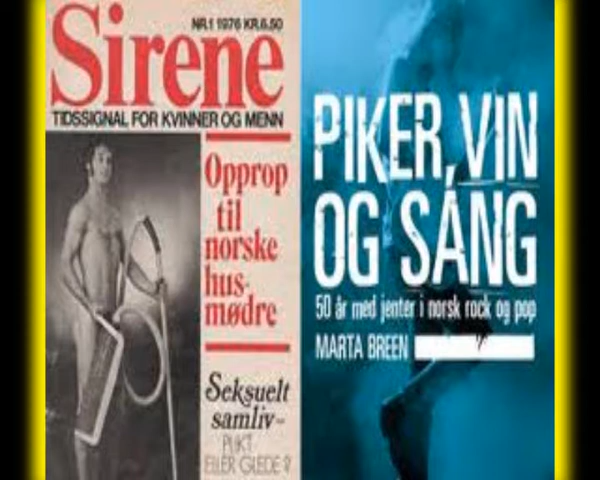 NR.1 1976 KR.6.50
Sirene
TIDSSIGNAL FOR KVINNER OG MENN
Opprop
til
norske
hus-
mødre
Seksuelt
samliv-
PLIKT
ELLER GLEDE?
PIKER, VIN
OG SANG
50 år med jenter i norsk rock og pop
MARTA BREEN